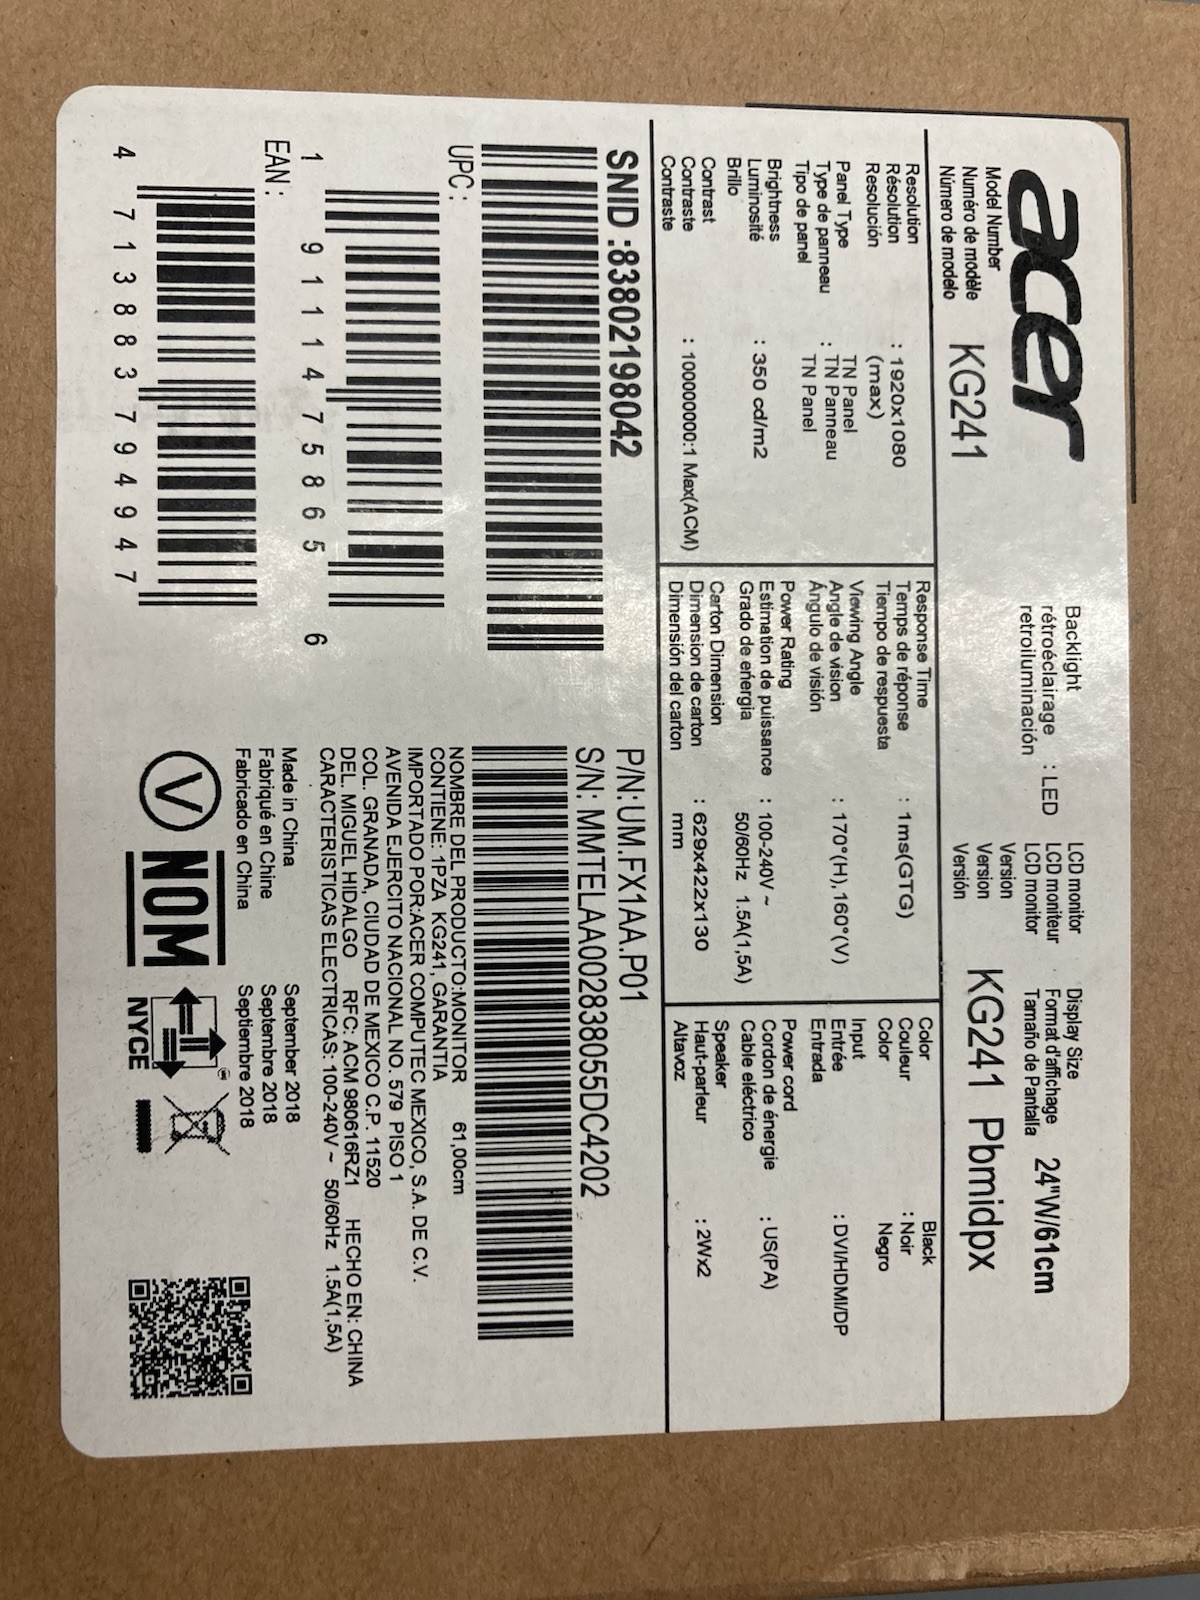 acer
Backlight
rétroéclairage : LED
retroiluminación
Display Size
Format d'affichage 24"W/61cm
Tamaño de Pantalla
Model Number
Numéro de modèle KG241
Número de modelo
LCD monitor
LCD moniteur
LCD monitor
Version
Version KG241 Pbmidpx
Versión
Resolution
Résolution : 1920x1080
Resolución (max)
Panel Type TN Panel
Type de panneau : TN Panneau
Tipo de panel TN Panel
Brightness
Luminosité : 350 cd/m2
Brillo
Contrast
Contraste : 100000000:1 Max(ACM)
Contraste
Response Time
Temps de réponse : 1ms(GTG)
Tiempo de respuesta
Viewing Angle
Angle de vision : 170°(H),160°(V)
Ángulo de visión
Power Rating
Estimation de puissance : 100-240V ~
Grado de eñergia 50/60Hz 1.5A(1,5A)
Carton Dimension
Dimension de carton : 629x422x130
Dimensión del carton mm
Color Black
Couleur : Noir
Color Negro
Input
Entrée : DVI/HDMI/DP
Entrada
Power cord
Cordon de énergie : US(PA)
Cable eléctrico
Speaker
Haut-parleur : 2Wx2
Altavoz
SNID :83802198042
UPC :
1 91114 75865 6
EAN :
4 713883 794947
P/N:UM.FX1AA.P01
S/N: MMTELAA002838055DC4202
NOMBRE DEL PRODUCTO:MONITOR 61,00cm
CONTIENE: 1PZA KG241, GARANTIA
IMPORTADO POR:ACER COMPUTEC MEXICO, S.A. DE C.V.
AVENIDA EJERCITO NACIONAL NO. 579 PISO 1
COL. GRANADA, CIUDAD DE MEXICO C.P. 11520
DEL. MIGUEL HIDALGO RFC: ACM 980616RZ1 HECHO EN: CHINA
CARACTERISTICAS ELECTRICAS: 100-240V ~ 50/60Hz 1.5A(1,5A)
Made in China September 2018
Fabriqué en Chine Septembre 2018
Fabricado en China Septiembre 2018
V NOM
NYCE